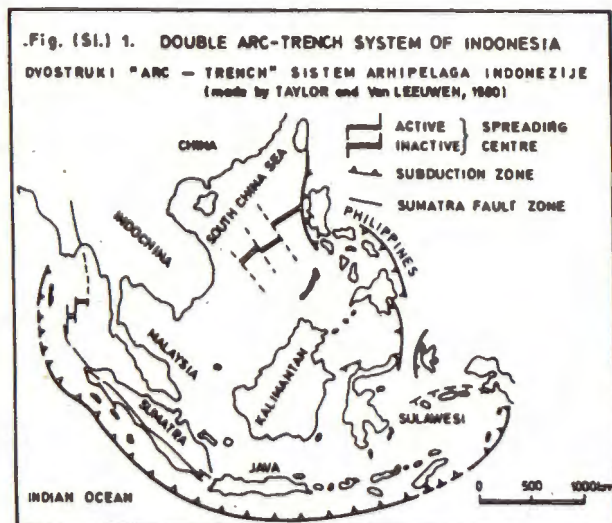 .Fig. (Sl.) 1. DOUBLE ARC-TRENCH SYSTEM OF INDONESIA
DVOSTRUKI "ARC – TRENCH" SISTEM ARHIPELAGA INDONEZIJE
(made by TAYLOR and Van LEEUWEN, 1980)
ACTIVE
INACTIVE
SPREADING
CENTRE
SUBDUCTION ZONE
SUMATRA FAULT ZONE
CHINA
SOUTH CHINA SEA
INDOCHINA
PHILIPPINES
MALAYSIA
KALIMANTAN
SUMATRA
SULAWESI
JAVA
INDIAN OCEAN
0 500 1000km